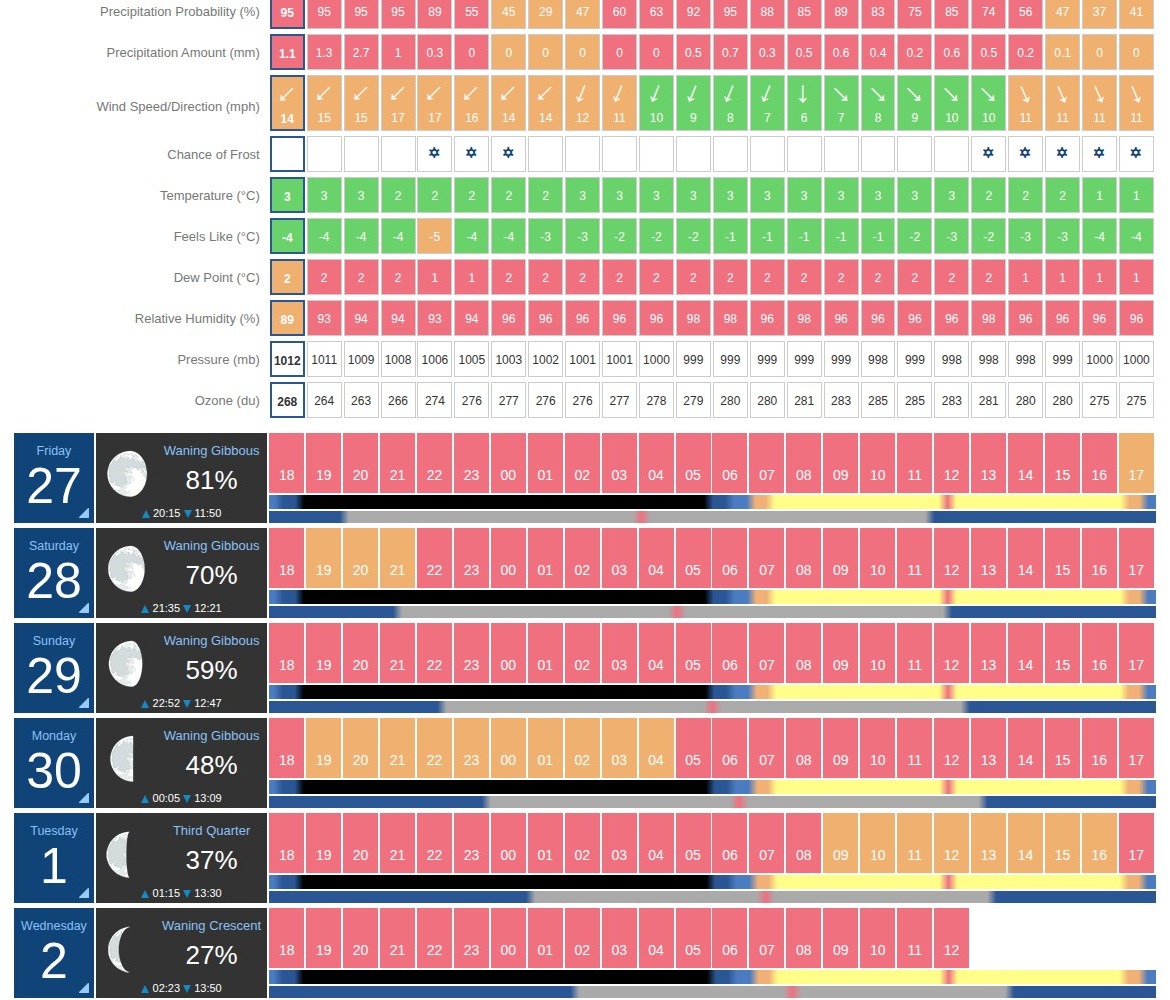 Precipitation Probability (%) 95 95 95 95 89 55 45 29 47 60 63 92 95 88 85 89 83 75 85 74 56 47 37 41
Precipitation Amount (mm) 1.1 1.3 2.7 1 0.3 0 0 0 0 0 0 0.5 0.7 0.3 0.5 0.6 0.4 0.2 0.6 0.5 0.2 0.1 0 0
Wind Speed/Direction (mph) 14 15 15 17 17 16 14 14 12 11 10 9 8 7 6 7 8 9 10 10 11 11 11 11
Chance of Frost
Temperature (°C) 3 3 3 2 2 2 2 2 3 3 3 3 3 3 3 3 3 3 3 2 2 2 1 1
Feels Like (°C) -4 -4 -4 -4 -5 -4 -4 -3 -3 -2 -2 -2 -1 -1 -1 -1 -1 -2 -3 -2 -3 -3 -4 -4
Dew Point (°C) 2 2 2 2 1 1 2 2 2 2 2 2 2 2 2 2 2 2 2 2 1 1 1 1
Relative Humidity (%) 89 93 94 94 93 94 96 96 96 96 96 98 98 96 98 96 96 96 96 98 96 96 96 96
Pressure (mb) 1012 1011 1009 1008 1006 1005 1003 1002 1001 1001 1000 999 999 999 999 999 998 999 998 998 998 999 1000 1000
Ozone (du) 268 264 263 266 274 276 277 276 276 277 278 279 280 280 281 283 285 285 283 281 280 280 275 275
Friday Waning Gibbous
27 81% 18 19 20 21 22 23 00 01 02 03 04 05 06 07 08 09 10 11 12 13 14 15 16 17
20:15 11:50
Saturday Waning Gibbous
28 70% 18 19 20 21 22 23 00 01 02 03 04 05 06 07 08 09 10 11 12 13 14 15 16 17
21:35 12:21
Sunday Waning Gibbous
29 59% 18 19 20 21 22 23 00 01 02 03 04 05 06 07 08 09 10 11 12 13 14 15 16 17
22:52 12:47
Monday Waning Gibbous
30 48% 18 19 20 21 22 23 00 01 02 03 04 05 06 07 08 09 10 11 12 13 14 15 16 17
00:05 13:09
Tuesday Third Quarter
1 37% 18 19 20 21 22 23 00 01 02 03 04 05 06 07 08 09 10 11 12 13 14 15 16 17
01:15 13:30
Wednesday Waning Crescent
2 27% 18 19 20 21 22 23 00 01 02 03 04 05 06 07 08 09 10 11 12
02:23 13:50